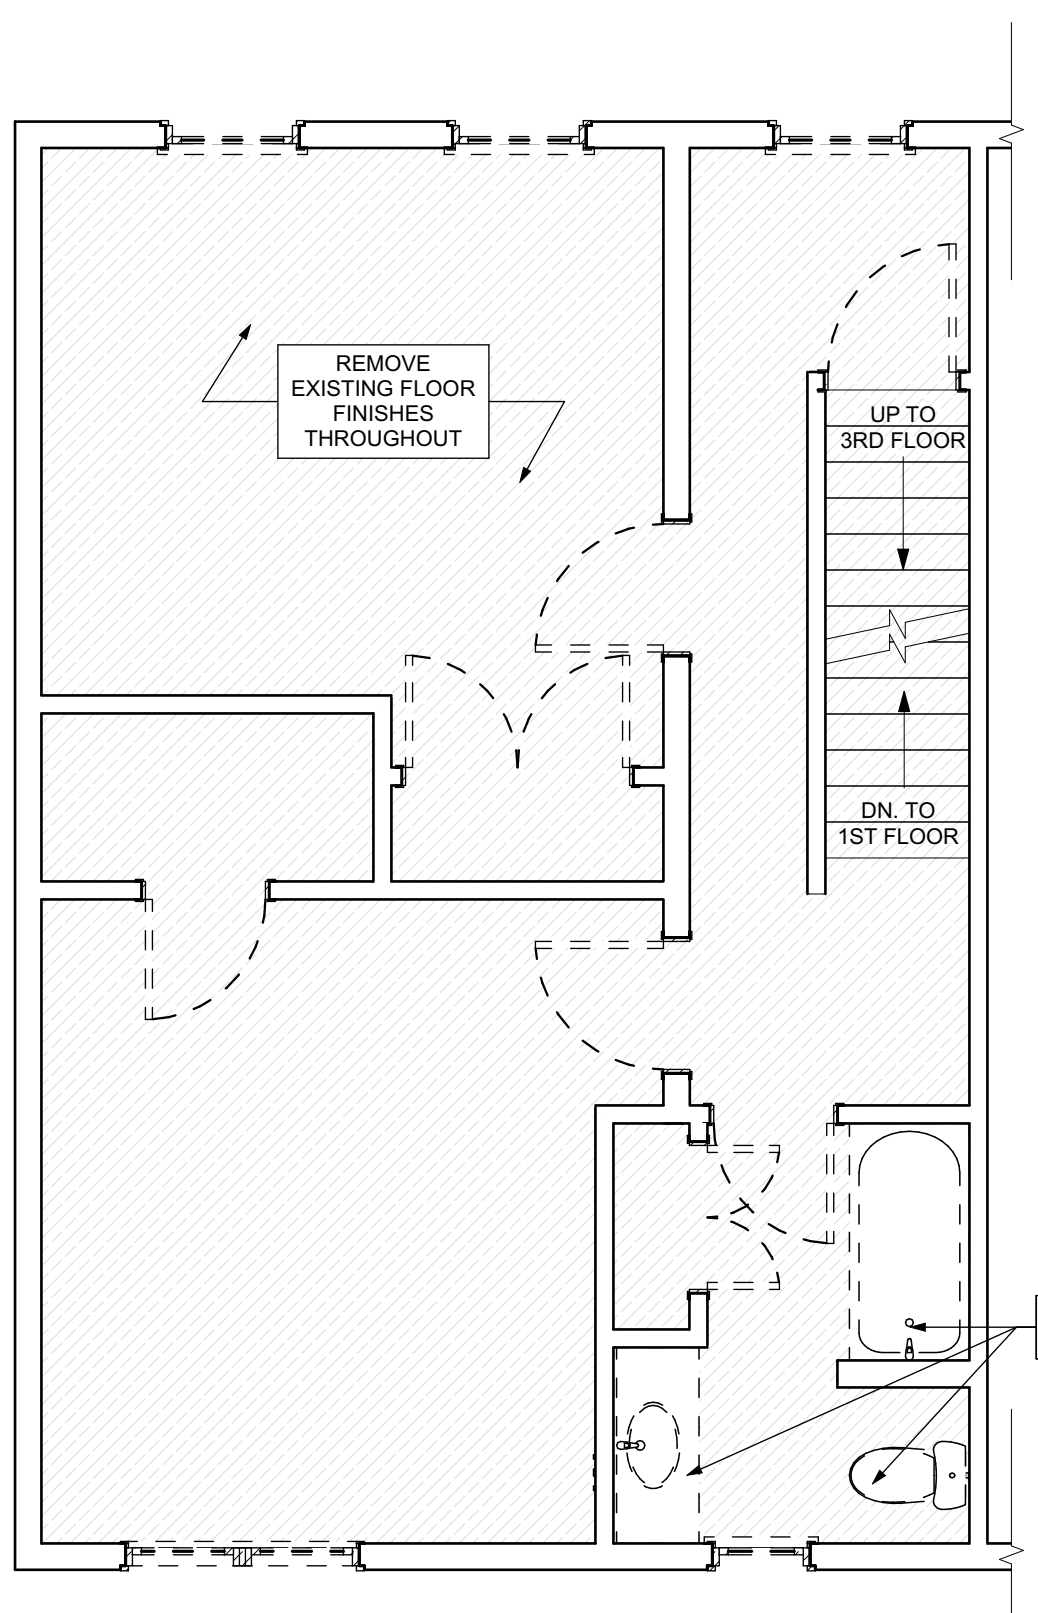 REMOVE
EXISTING FLOOR
FINISHES
THROUGHOUT
UP TO
3RD FLOOR
DN. TO
1ST FLOOR